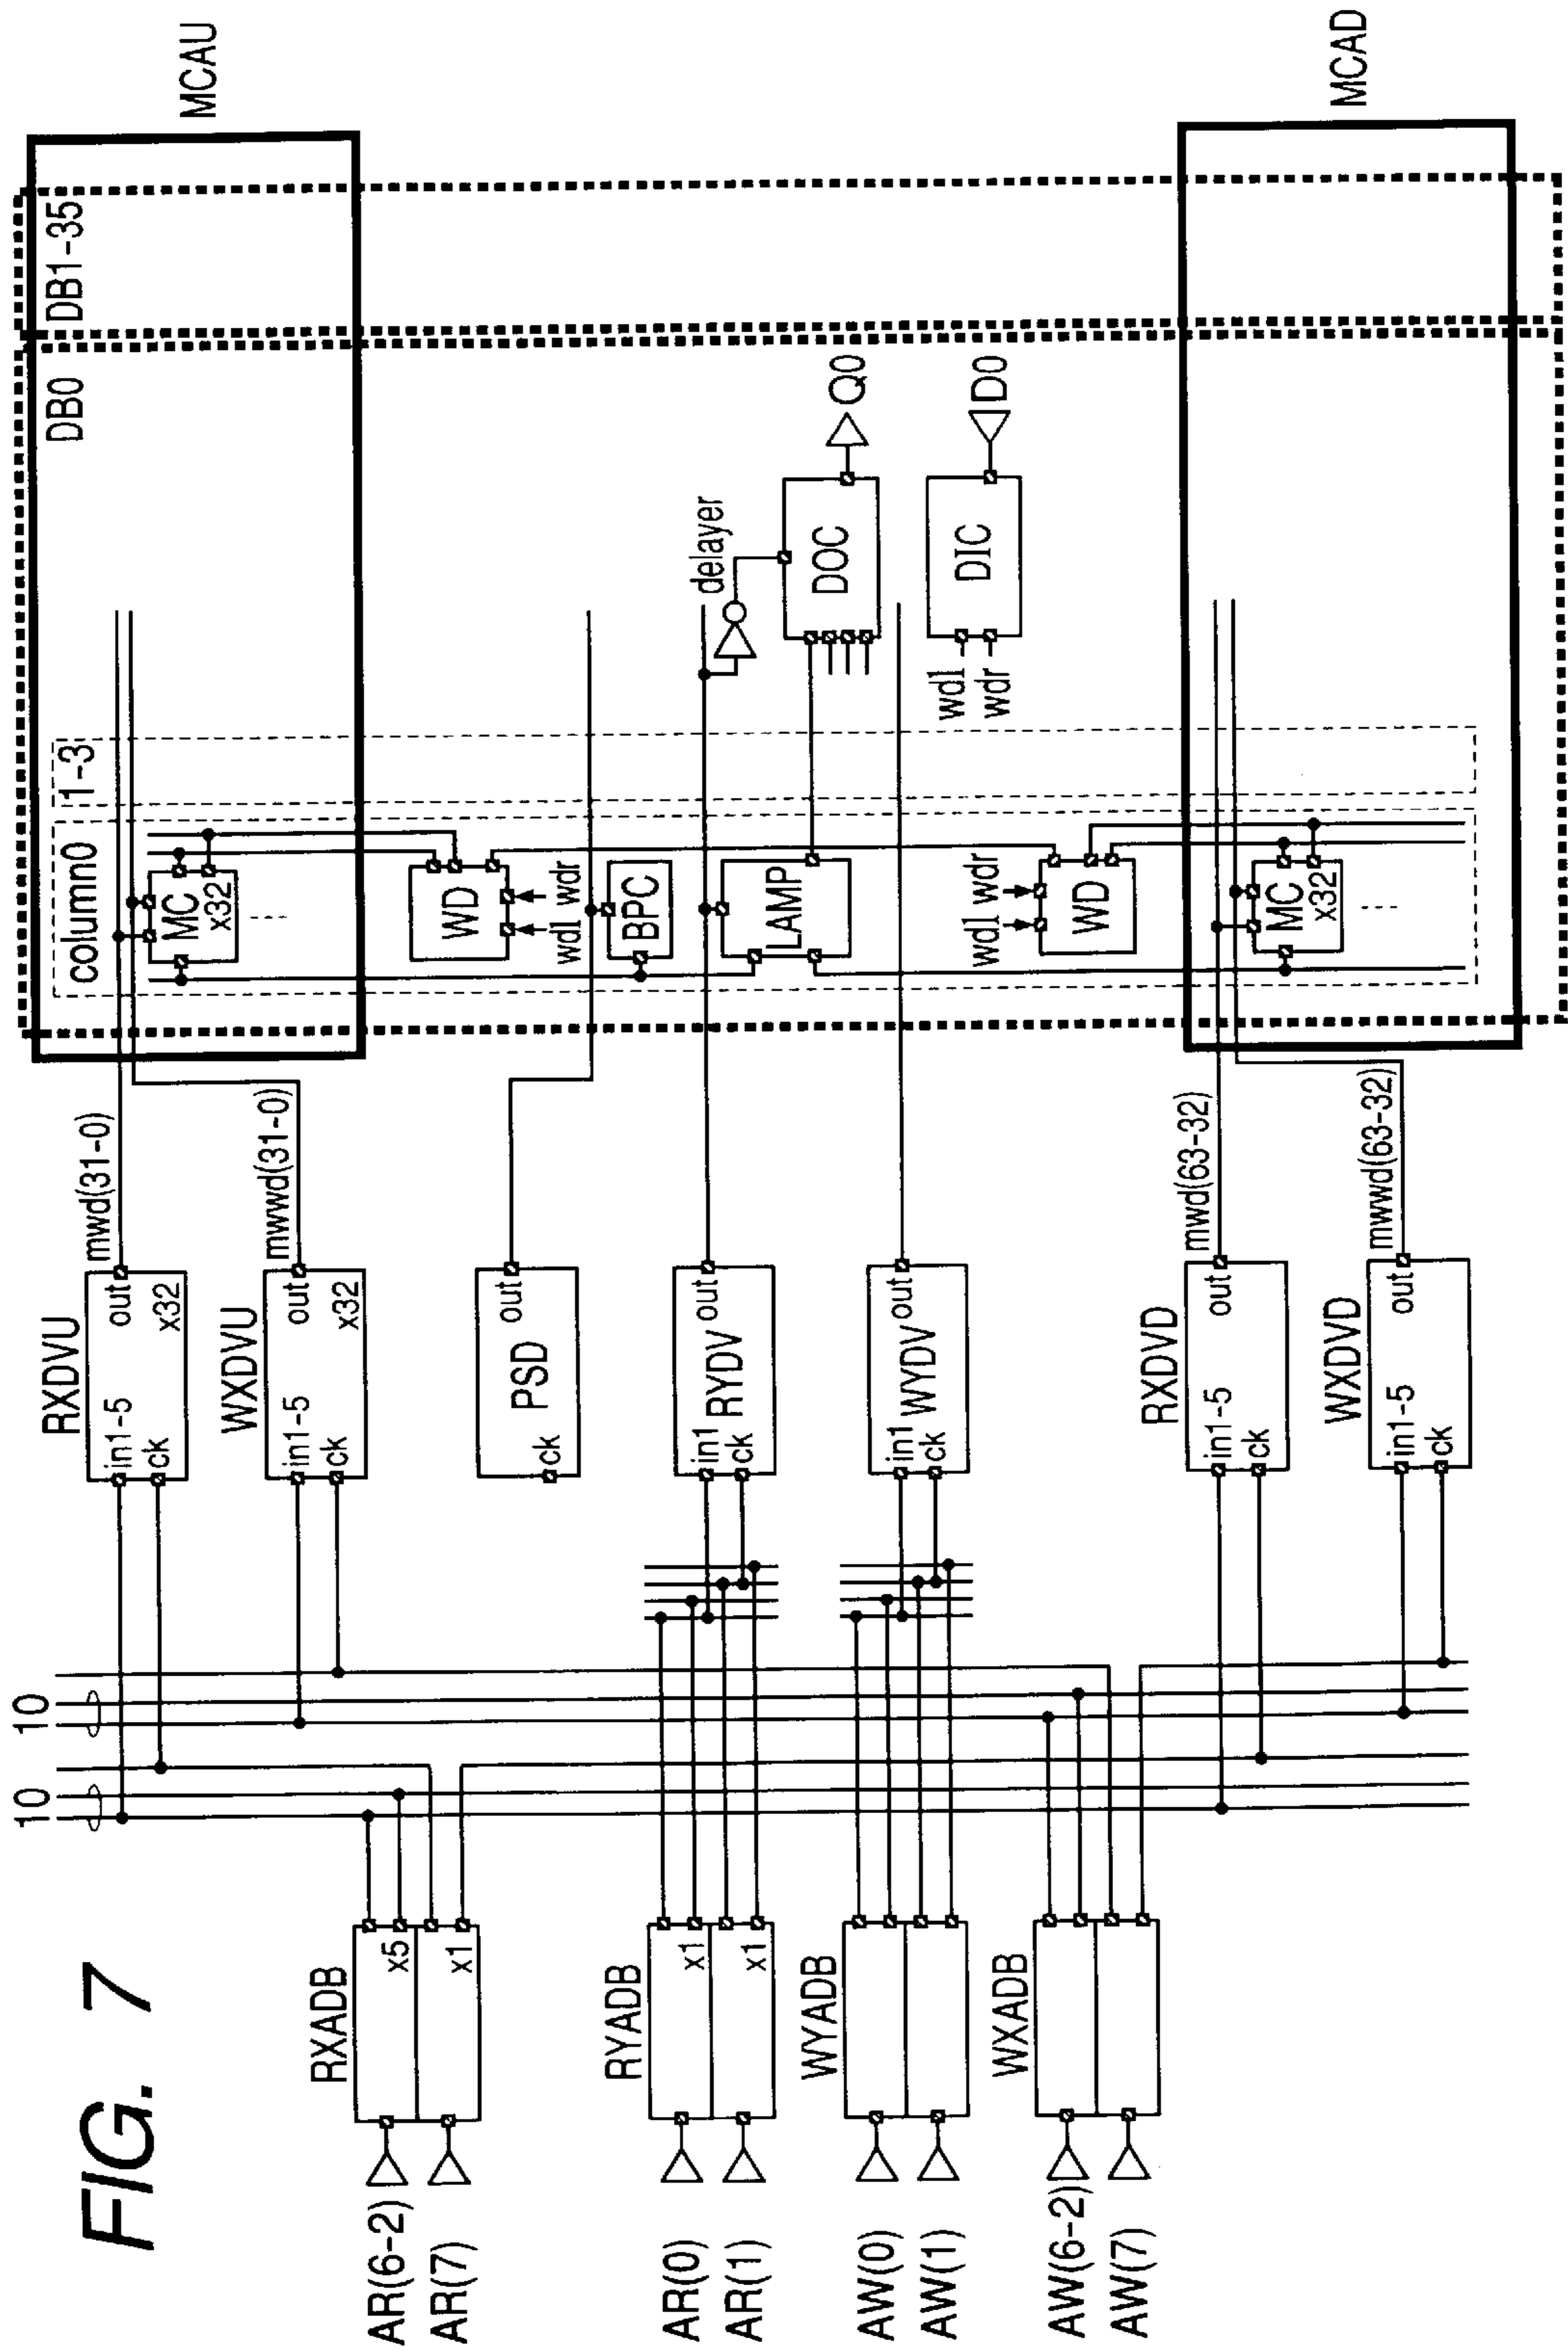 FIG. 7
AR(6-2)
AR(7)
AR(0)
AR(1)
AW(0)
AW(1)
AW(6-2)
AW(7)
RXADB
x5
x1
RYADB
x1
x1
WYADB
WXADB
10
10
RXDVU
in1-5
ck
out
x32
mwd(31-0)
WXDVU
in1-5
ck
out
x32
mwwd(31-0)
PSD
ck
out
RYDV
in1
ck
out
WYDV
in1
ck
out
RXDVD
in1-5
ck
out
mwd(63-32)
WXDVD
in1-5
ck
out
mwwd(63-32)
column0
1-3
MC
x32
WD
wdl
wdr
BPC
LAMP
wdl
wdr
WD
MC
x32
DB0
DB1-35
delayer
DOC
Q0
wdl
wdr
DIC
D0
MCAU
MCAD